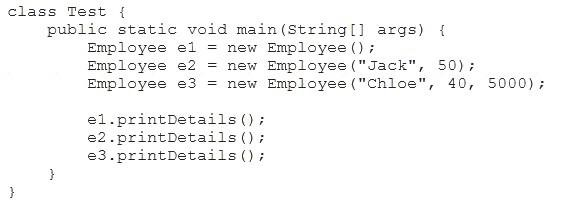 class Test {
    public static void main(String[] args) {
        Employee e1 = new Employee();
        Employee e2 = new Employee("Jack", 50);
        Employee e3 = new Employee("Chloe", 40, 5000);

        e1.printDetails();
        e2.printDetails();
        e3.printDetails();
    }
}